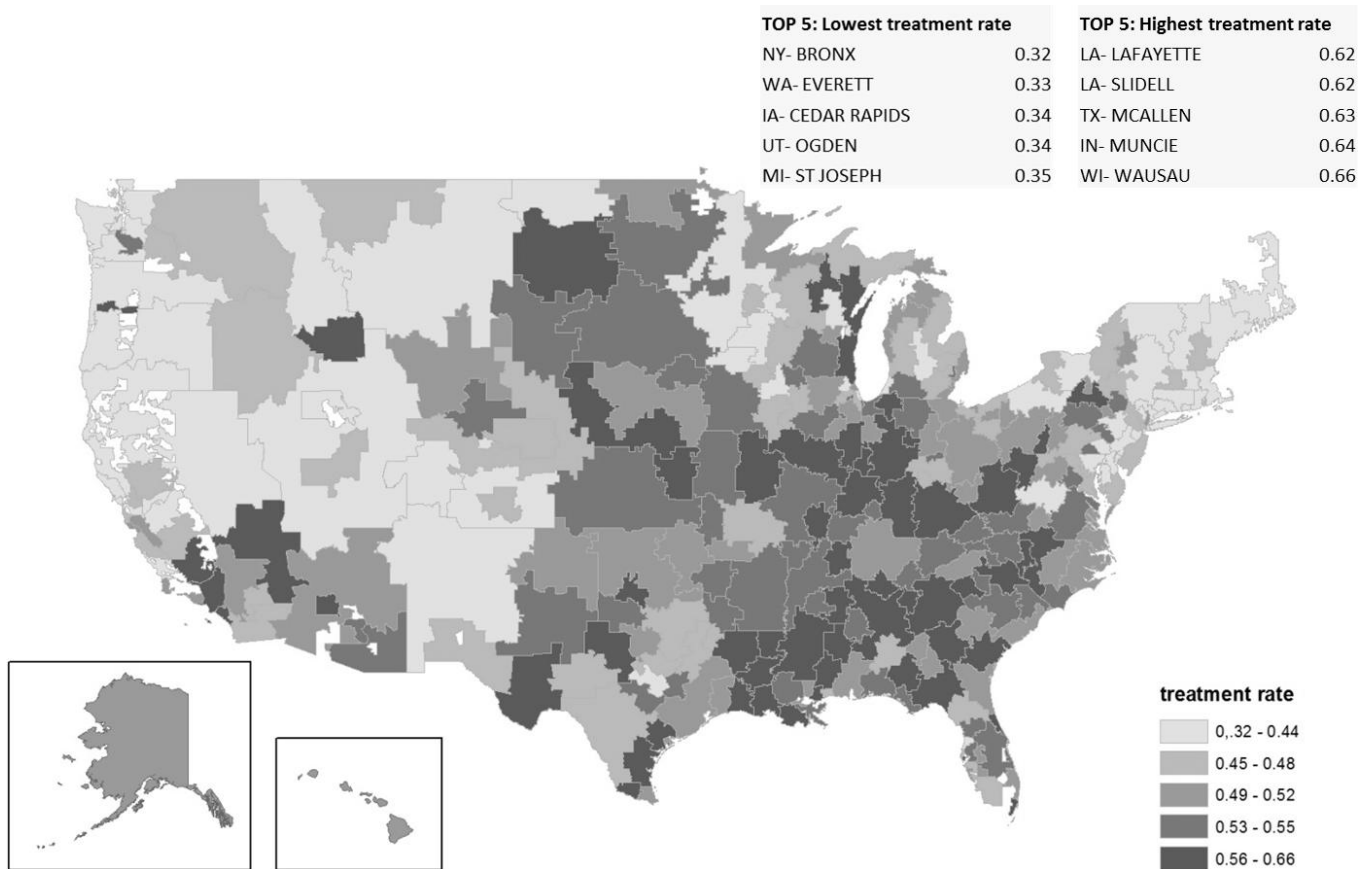 TOP 5: Lowest treatment rate TOP 5: Highest treatment rate
NY- BRONX 0.32 LA- LAFAYETTE 0.62
WA- EVERETT 0.33 LA- SLIDELL 0.62
IA- CEDAR RAPIDS 0.34 TX- MCALLEN 0.63
UT- OGDEN 0.34 IN- MUNCIE 0.64
MI- ST JOSEPH 0.35 WI- WAUSAU 0.66
treatment rate
0,.32 - 0.44
0.45 - 0.48
0.49 - 0.52
0.53 - 0.55
0.56 - 0.66